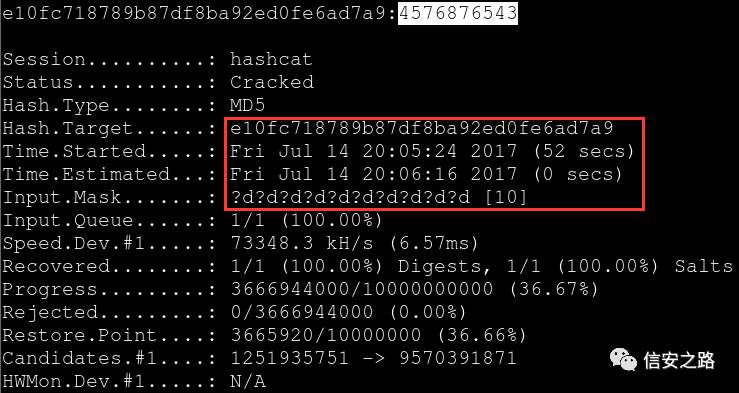 e10fc718789b87df8ba92ed0fe6ad7a9:4576876543
Session..........: hashcat
Status...........: Cracked
Hash.Type........: MD5
Hash.Target......: e10fc718789b87df8ba92ed0fe6ad7a9
Time.Started.....: Fri Jul 14 20:05:24 2017 (52 secs)
Time.Estimated...: Fri Jul 14 20:06:16 2017 (0 secs)
Input.Mask.......: ?d?d?d?d?d?d?d?d?d?d [10]
Input.Queue......: 1/1 (100.00%)
Speed.Dev.#1.....: 73348.3 kH/s (6.57ms)
Recovered........: 1/1 (100.00%) Digests, 1/1 (100.00%) Salts
Progress.........: 3666944000/10000000000 (36.67%)
Rejected.........: 0/3666944000 (0.00%)
Restore.Point....: 3665920/10000000 (36.66%)
Candidates.#1....: 1251935751 -> 9570391871
HWMon.Dev.#1.....: N/A
信安之路